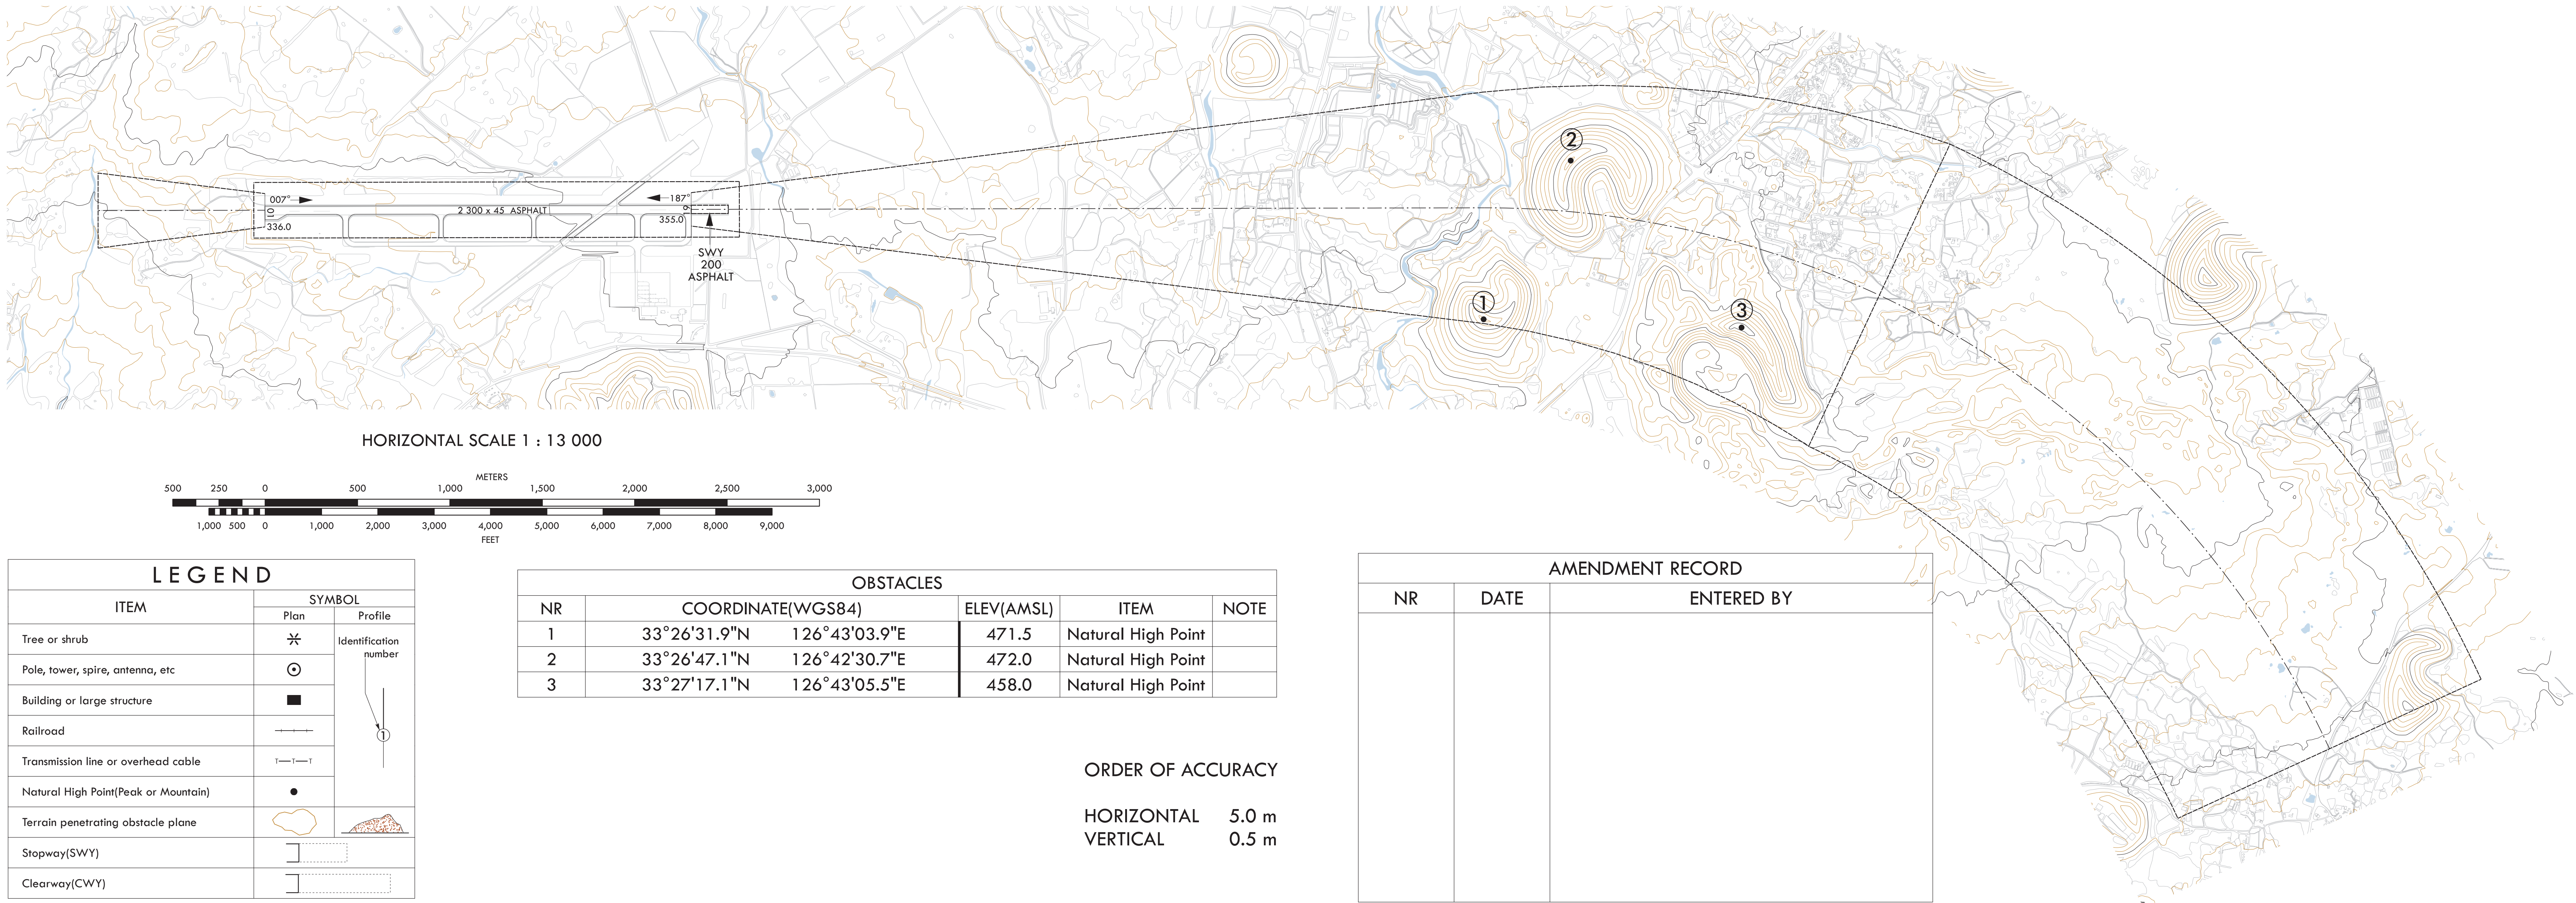 2
007°
187°
01
2 300 x 45 ASPHALT
19
336.0
355.0
SWY
200
ASPHALT
1
3
HORIZONTAL SCALE 1 : 13 000
METERS
500 250 0 500 1,000 1,500 2,000 2,500 3,000
1,000 500 0 1,000 2,000 3,000 4,000 5,000 6,000 7,000 8,000 9,000
FEET
LEGEND
ITEM SYMBOL
Plan Profile
Tree or shrub
Identification
number
Pole, tower, spire, antenna, etc
Building or large structure
Railroad
1
Transmission line or overhead cable T T T
Natural High Point(Peak or Mountain)
Terrain penetrating obstacle plane
Stopway(SWY)
Clearway(CWY)
OBSTACLES
NR COORDINATE(WGS84) ELEV(AMSL) ITEM NOTE
1 33°26'31.9"N 126°43'03.9"E 471.5 Natural High Point
2 33°26'47.1"N 126°42'30.7"E 472.0 Natural High Point
3 33°27'17.1"N 126°43'05.5"E 458.0 Natural High Point
ORDER OF ACCURACY
HORIZONTAL 5.0 m
VERTICAL 0.5 m
AMENDMENT RECORD
NR DATE ENTERED BY